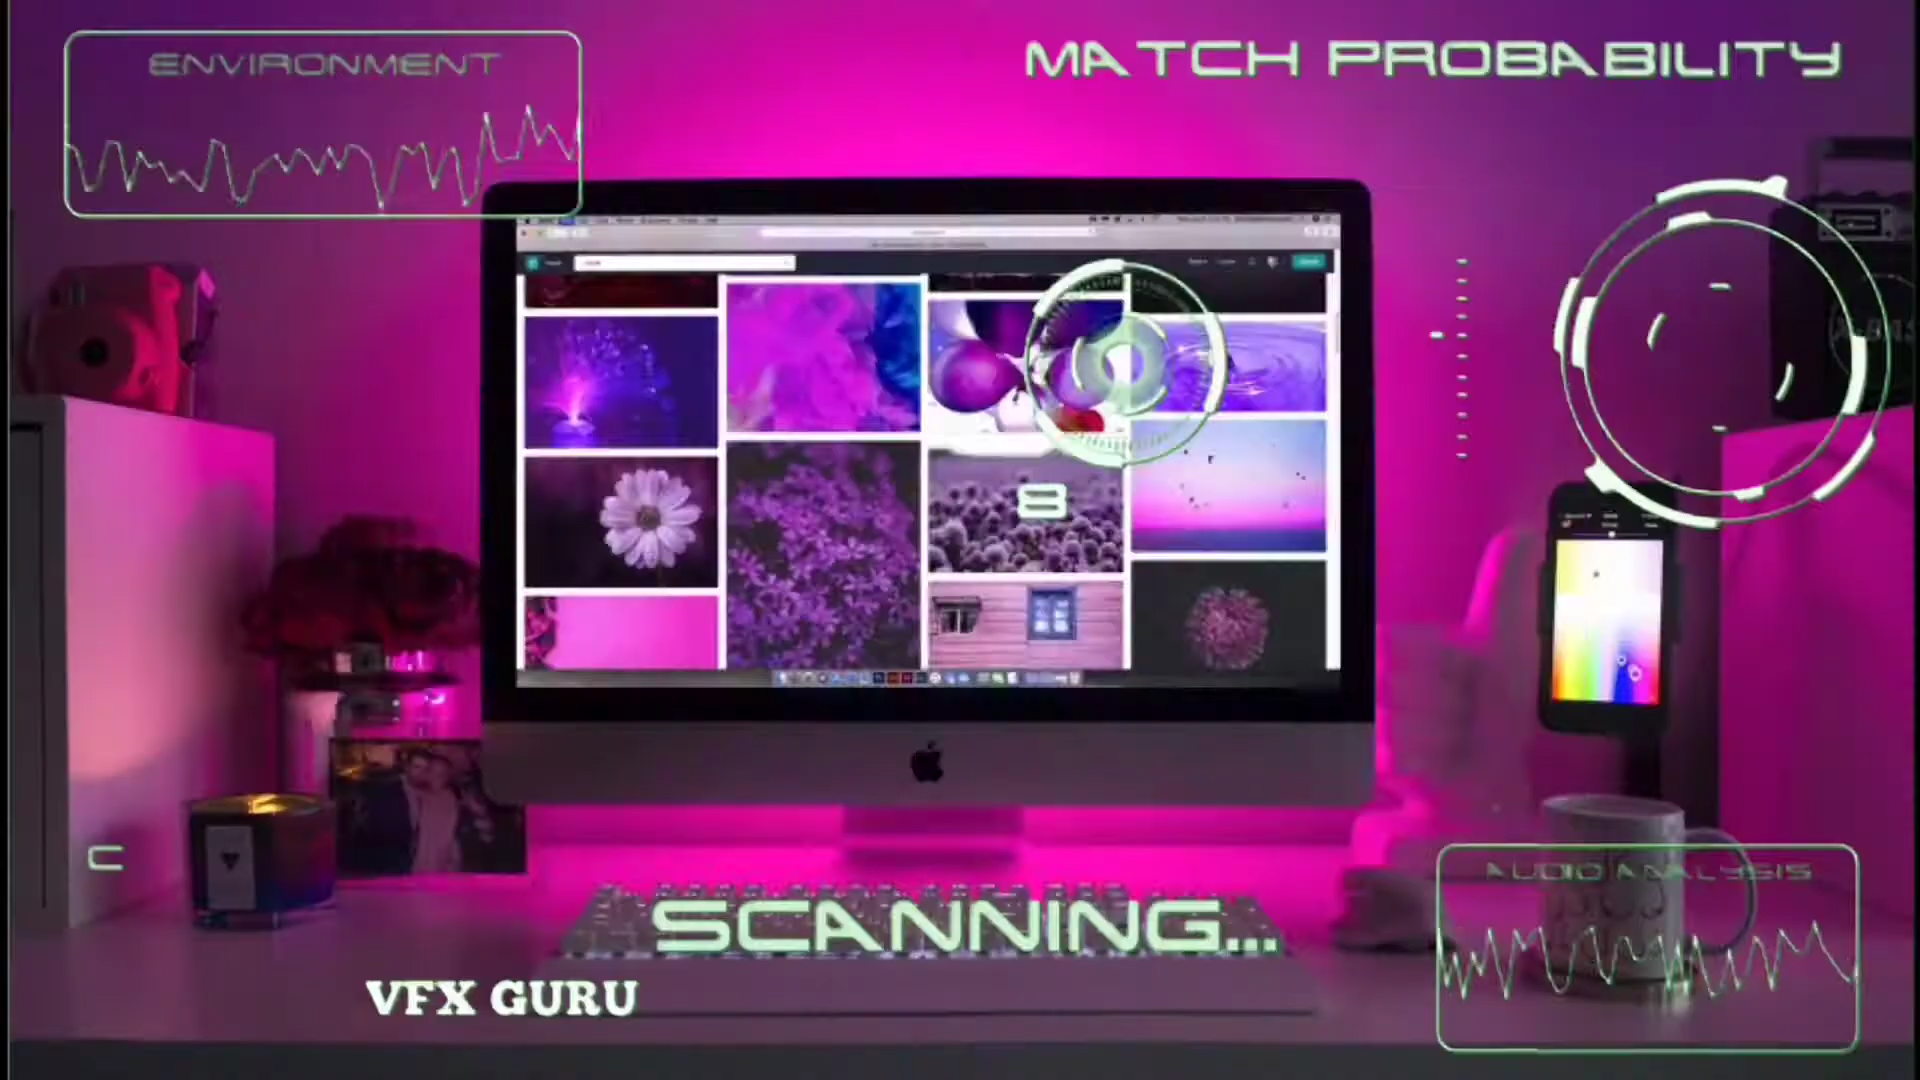 ENVIRONMENT
MATCH PROBABILITY
8
C
AUDIO ANALYSIS
SCANNING...
VFX GURU